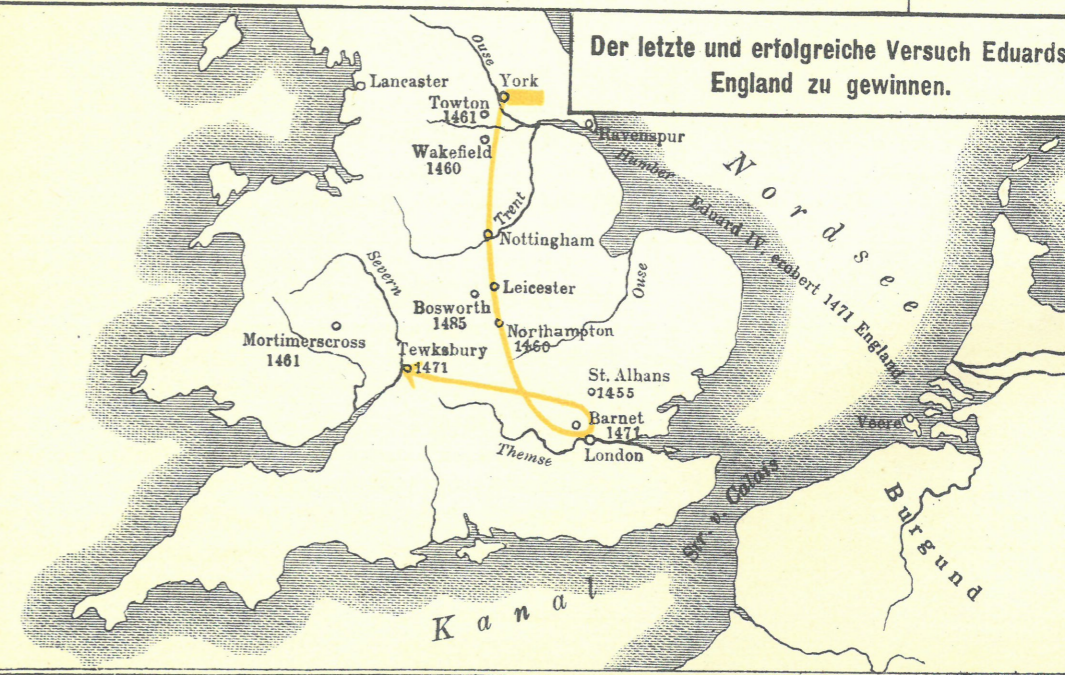 Der letzte und erfolgreiche Versuch Eduards
England zu gewinnen.
Ouse
York
Lancaster
Towton
1461
Ravenspur
Wakefield
1460
Humber
Nordsee
Eduard IV. erobert 1471 England.
Trent
Nottingham
Severn
Ouse
Leicester
Bosworth
1485
Northampton
1460
Mortimerscross
1461
Tewksbury
1471
St. Albans
1455
Barnet
1471
London
Themse
Veere
Str. v. Calais
Burgund
Kanal